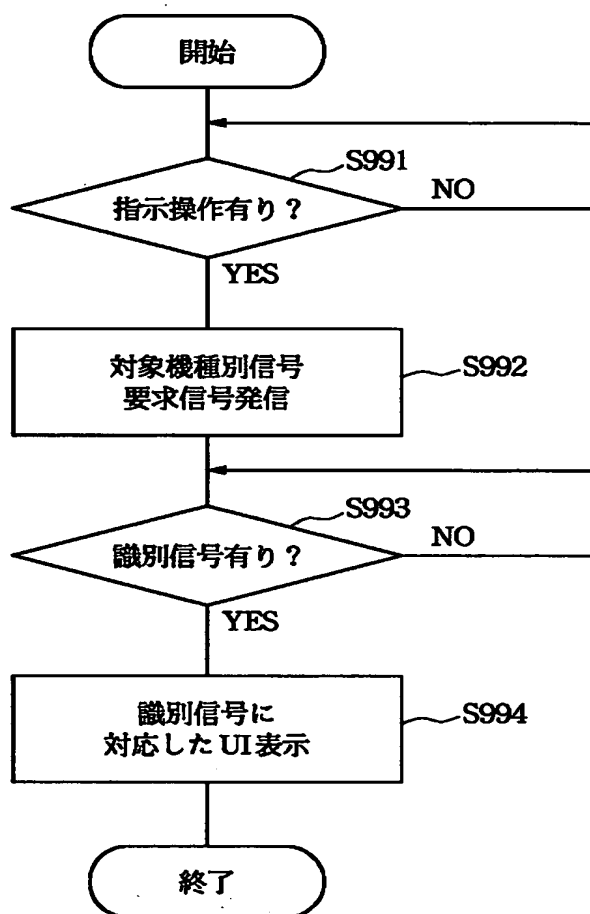 開始
S991
指示操作有り？
NO
YES
対象機種別信号
要求信号発信
S992
S993
識別信号有り？
NO
YES
識別信号に
対応した UI表示
S994
終了